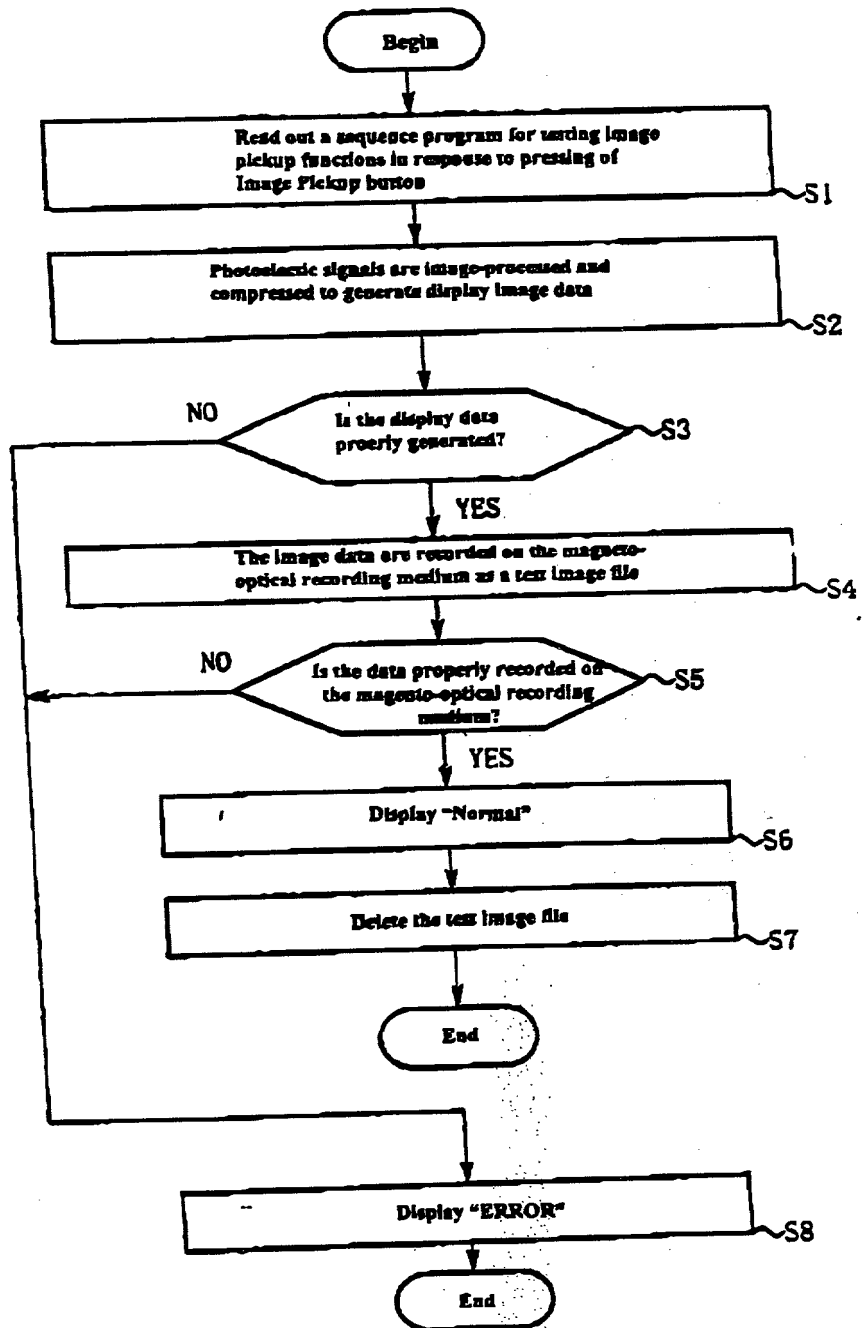 Begin
Read out a sequence program for testing image
pickup functions in response to pressing of
Image Pickup button
S1
Photoelectric signals are image-processed and
compressed to generate display image data
S2
NO
Is the display data
proerly generated?
S3
YES
The image data are recorded on the magneto-
optical recording medium as a test image file
S4
NO
Is the data properly recorded on
the magento-optical recording
medium?
S5
YES
Display "Normal"
S6
Delete the test image file
S7
End
Display "ERROR"
S8
End